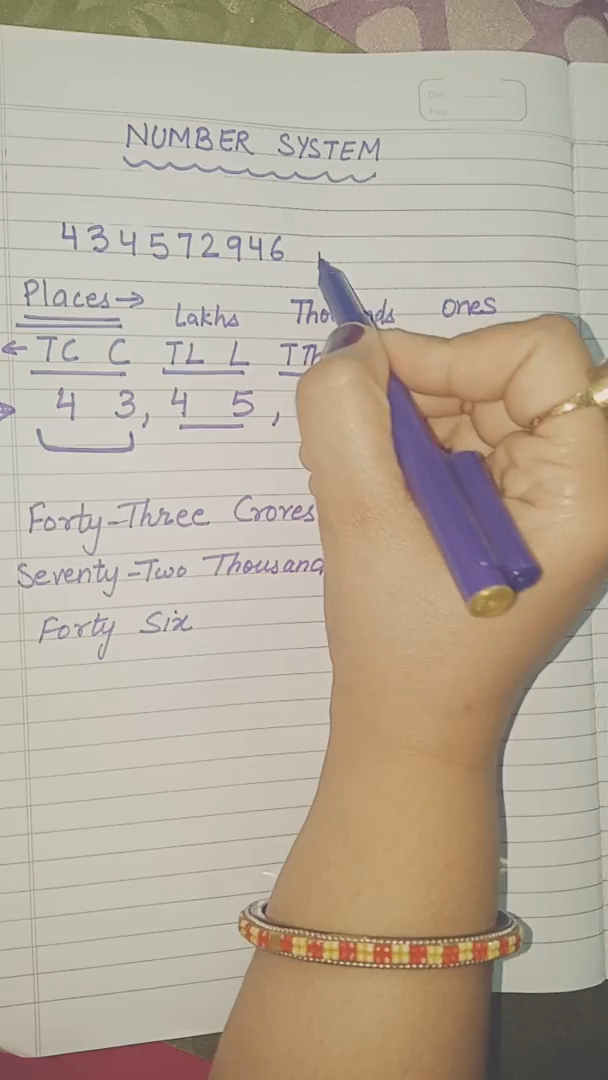 NUMBER SYSTEM
434572946
Places→ Lakhs Thousands ones
← TC C TL L TTh
4 3, 4 5,
Forty-Three Crores
Seventy-Two Thousand
Forty Six